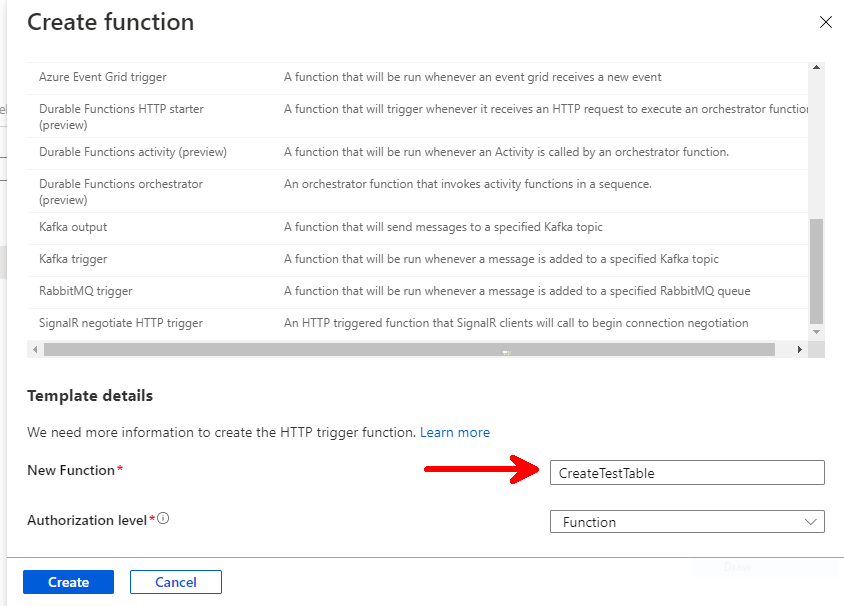 Create function
Azure Event Grid trigger A function that will be run whenever an event grid receives a new event
Durable Functions HTTP starter A function that will trigger whenever it receives an HTTP request to execute an orchestrator function
(preview)
Durable Functions activity (preview) A function that will be run whenever an Activity is called by an orchestrator function.
Durable Functions orchestrator An orchestrator function that invokes activity functions in a sequence.
(preview)
Kafka output A function that will send messages to a specified Kafka topic
Kafka trigger A function that will be run whenever a message is added to a specified Kafka topic
RabbitMQ trigger A function that will be run whenever a message is added to a specified RabbitMQ queue
SignalR negotiate HTTP trigger An HTTP triggered function that SignalR clients will call to begin connection negotiation
Template details
We need more information to create the HTTP trigger function. Learn more
New Function* CreateTestTable
Authorization level* Function
Create Cancel